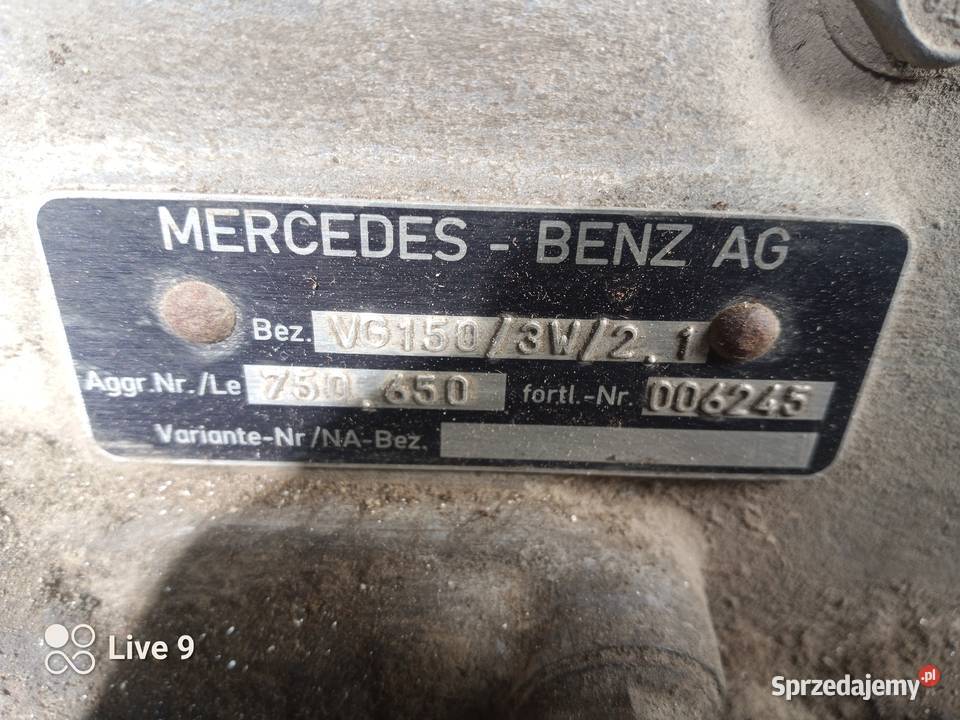 MERCEDES - BENZ AG
Bez. VG150/3W/2.1
Aggr.Nr./Le 750.650 fortl.-Nr. 006245
Variante-Nr/NA-Bez.
Live 9
Sprzedajemy.pl